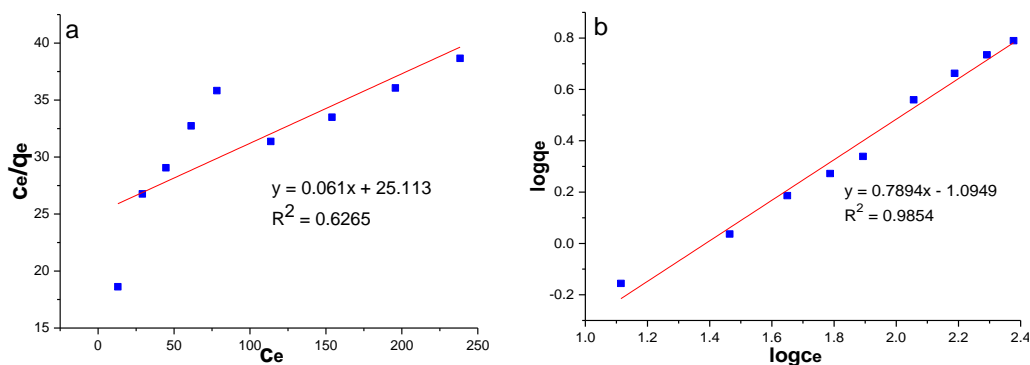 a
40
35
30
25
20
15
0
50
100
150
200
250
ce/qe
ce
y = 0.061x + 25.113
R² = 0.6265
b
0.8
0.6
0.4
0.2
0.0
-0.2
1.0
1.2
1.4
1.6
1.8
2.0
2.2
2.4
logqe
logce
y = 0.7894x - 1.0949
R² = 0.9854